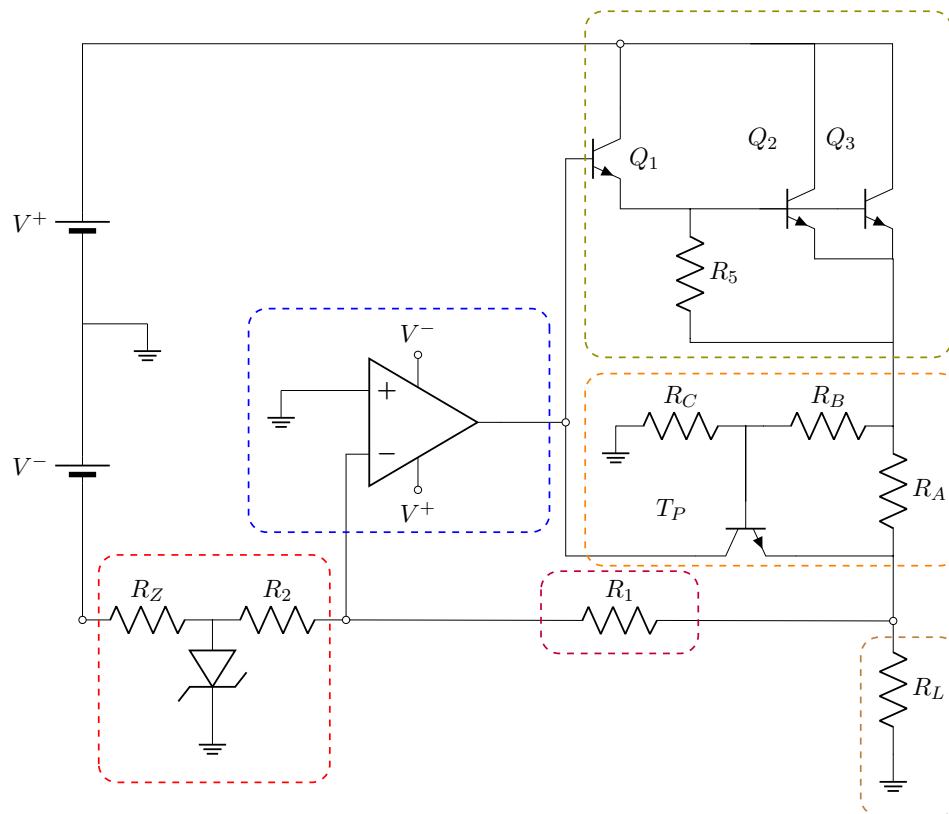 Q₂ Q₃
Q₁
V⁺
R₅
V⁻
R_C R_B
+
−
V⁻
R_A
V⁺
T_P
R_Z R₂ R₁
R_L